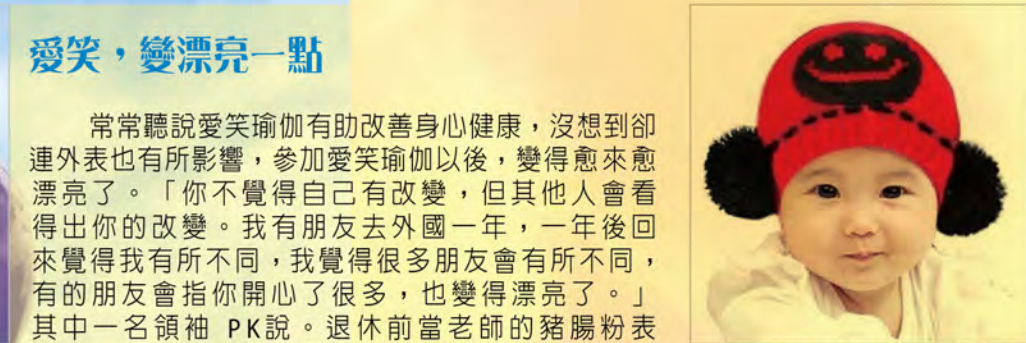 愛笑，變漂亮一點
常常聽說愛笑瑜伽有助改善身心健康，沒想到卻
連外表也有所影響，參加愛笑瑜伽以後，變得愈來愈
漂亮了。「你不覺得自己有改變，但其他人會看
得出你的改變。我有朋友去外國一年，一年後回
來覺得我有所不同，我覺得很多朋友會有所不同，
有的朋友會指你開心了很多，也變得漂亮了。」
其中一名領袖 PK說。退休前當老師的豬腸粉表